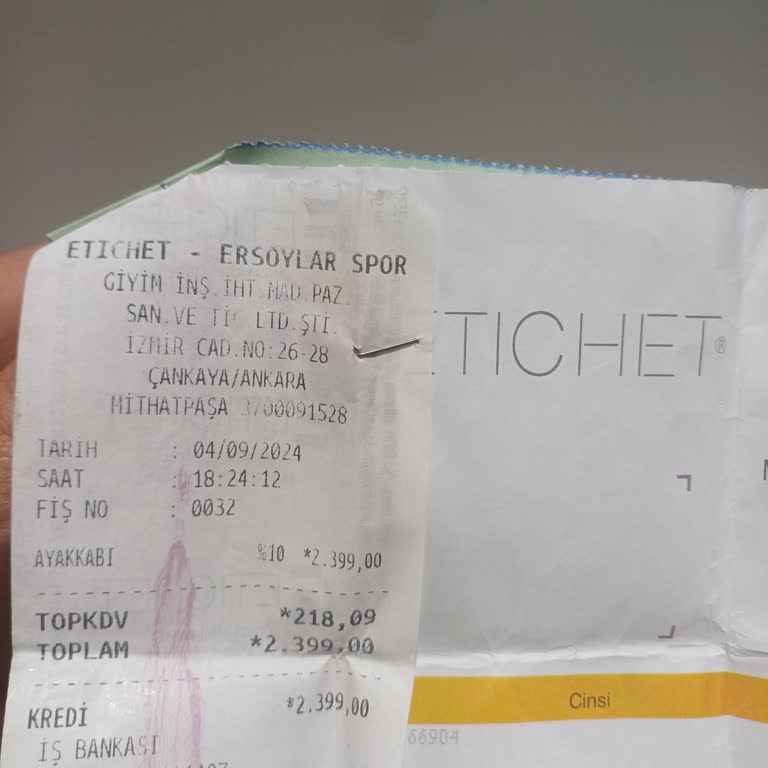 ETICHET - ERSOYLAR SPOR
GİYİM İNŞ.İHT.MAD.PAZ.
SAN.VE TİC.LTD.ŞTİ.
İZMİR CAD.NO:26-28
ÇANKAYA/ANKARA
MİTHATPAŞA 3700091528
TARİH : 04/09/2024
SAAT : 18:24:12
FİŞ NO : 0032
AYAKKABI %10 *2.399,00
TOPKDV *218,09
TOPLAM *2.399,00
KREDİ *2.399,00
İŞ BANKASI
ETICHET®
Cinsi
66904